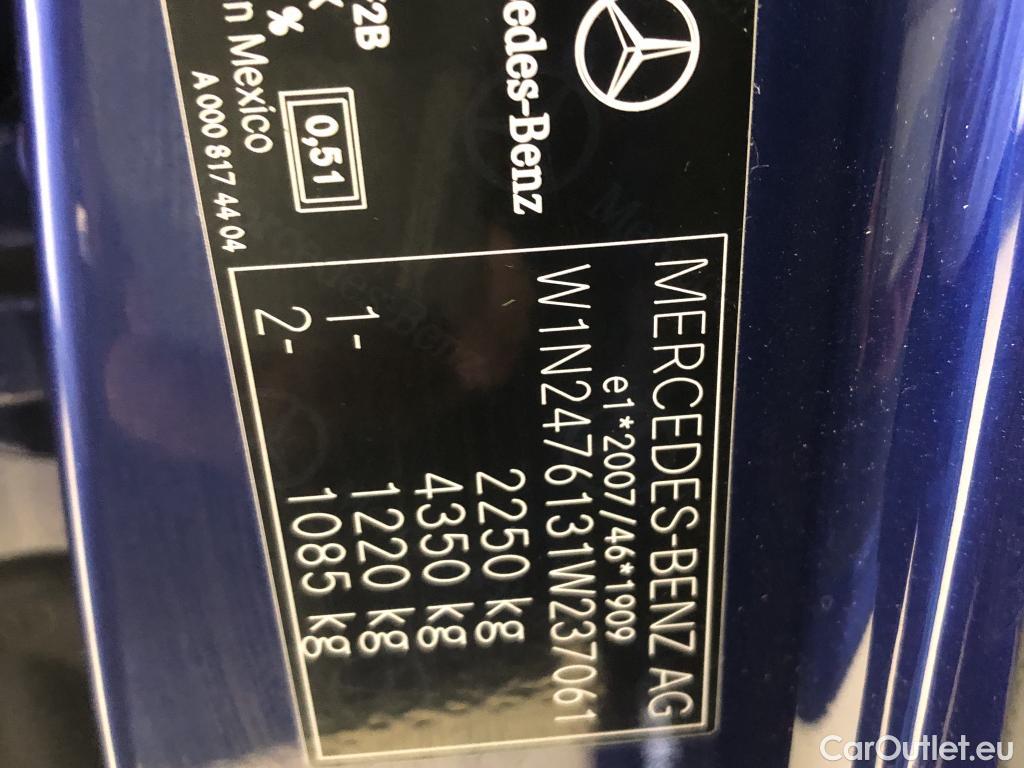 MERCEDES-BENZ AG
e1*2007/46*1909
W1N2476131W237061
2250 kg
4350 kg
1- 1220 kg
2- 1085 kg
edes-Benz
2B
%
0,51
n Mexico
A 000 817 44 04
CarOutlet.eu